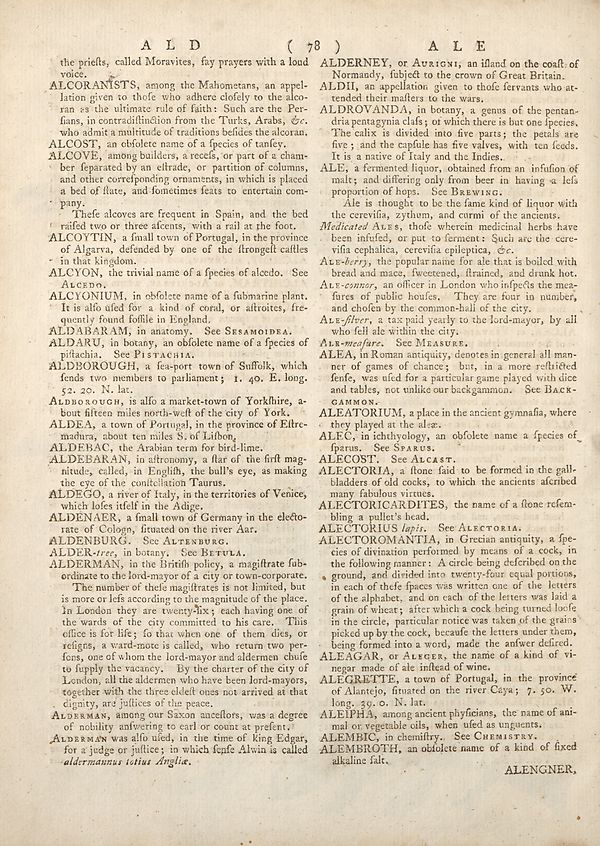 A L D ( 78 ) A L E
the prieſts, called Moravites, ſay prayers with a loud
voice.
ALCORANISTS, among the Mahometans, an appel-
lation given to thoſe who adhere cloſely to the alco-
ran as the ultimate rule of faith: Such are the Per-
ſians, in contradiſtinction from the Turks, Arabs, &c.
who admit a multitude of traditions beſides the alcoran.
ALCOST, an obſolete name of a ſpecies of tanſey.
ALCOVE, among builders, a receſs, or part of a cham-
ber ſeparated by an eſtrade, or partition of columns,
and other correſponding ornaments, in which is placed
a bed of ſtate, and ſometimes ſeats to entertain com-
pany.
Theſe alcoves are frequent in Spain, and the bed
raiſed two or three aſcents, with a rail at the foot.
ALCOYTIN, a ſmall town of Portugal, in the province
of Algarva, defended by one of the ſtrongeſt caſtles
in that kingdom.
ALCYON, the trivial name of a ſpecies of alcedo. See
ALCEDO.
ALCYONIUM, in obſolete name of a ſubmarine plant.
It is alſo uſed for a kind of coral, or aſtroites, fre-
quently found foſſile in England.
ALDABARAM, in anatomy. See SESAMOIDEA.
ALDARU, in botany, an obſolete name of a ſpecies of
piſtachia. See PISTACHIA.
ALDBOROUGH, a ſea-port town of Suffolk, which
ſends two members to parliament; 1. 40. E. long.
52. 20. N. lat.
ALDBOROUGH, is alſo a market-town of Yorkſhire, a-
bout fifteen miles north-weſt of the city of York.
ALDEA, a town of Portugal, in the province of Eſtre-
madura, about ten miles S. of Liſbon.
ALDEBAC, the Arabian term for bird-lime.
ALDEBARAN, in aſtronomy, a ſtar of the firſt mag-
nitude, called, in Engliſh, the bull's eye, as making
the eye of the conſtellation Taurus.
ALDEGO, a river of Italy, in the territories of Venice,
which loſes itſelf in the Adige.
ALDENAER, a ſmall town of Germany in the electo-
rate of Cologn, ſituated on the river Aar.
ALDENBURG. See ALTENBURG.
ALDER-tree, in botany. See BETULA.
ALDERMAN, in the Britiſh policy, a magiſtrate ſub-
ordinate to the lord-mayor of a city or town-corporate.
The number of theſe magiſtrates is not limited, but
is more or leſs according to the magnitude of the place.
In London they are twenty-ſix; each having one of
the wards of the city committed to his care. This
office is for life; ſo that when one of them dies, or
reſigns, a ward-mote is called, who return two per-
ſons, one of whom the lord-mayor and aldermen chuſe
to ſupply the vacancy. By the charter of the city of
London, all the aldermen who have been lord-mayors,
together with the three eldeſt ones not arrived at that
dignity, are juſtices of the peace.
ALDERMAN, among our Saxon anceſtors, was a degree
of nobility anſwering to earl or count at preſent.
ALDERMAN was alſo uſed, in the time of king Edgar,
for a judge or juſtice; in which ſenſe Alwin is called
aldermannus totius Angliæ.
ALDERNEY, or AURIGNI, an iſland on the coaſt of
Normandy, ſubject to the crown of Great Britain.
ALDII, an appellation given to thoſe ſervants who at-
tended their maſters to the wars.
ALDROVANDA, in botany, a genus of the pentan-
dria pentagynia claſs; of which there is but one ſpecies.
The calix is divided into five parts; the petals are
five; and the capſule has five valves, with ten ſeeds.
It is a native of Italy and the Indies.
ALE, a fermented liquor, obtained from an infuſion of
malt; and differing only from beer in having a leſs
proportion of hops. See BREWING.
Ale is thought to be the ſame kind of liquor with
the cereviſia, zythum, and curmi of the ancients.
Medicated ALES, thoſe wherein medicinal herbs have
been infuſed, or put to ferment: Such are the cere-
viſia cephalica, cereviſia epileptica, &c.
ALE-berry, the popular name for ale that is boiled with
bread and mace, ſweetened, ſtrained, and drunk hot.
ALE-connor, an officer in London who inſpects the mea-
ſures of public houſes. They are four in number,
and choſen by the common-hall of the city.
ALE-ſilver, a tax paid yearly to the lord-mayor, by all
who ſell ale within the city.
ALE-meaſure. See MEASURE.
ALEA, in Roman antiquity, denotes in general all man-
ner of games of chance; but, in a more reſtricted
ſenſe, was uſed for a particular game played with dice
and tables, not unlike our backgammon. See BACK-
GAMMON.
ALEATORIUM, a place in the ancient gymnaſia, where
they played at the aleæ.
ALEC, in ichthyology, an obſolete name a ſpecies of
ſparus. See SPARUS.
ALECOST. See ALCAST.
ALECTORIA, a ſtone ſaid to be formed in the gall-
bladders of old cocks, to which the ancients aſcribed
many fabulous virtues.
ALECTORICARDITES, the name of a ſtone reſem-
bling a pullet's head.
ALECTORIUS lapis. See ALECTORIA.
ALECTOROMANTIA, in Grecian antiquity, a ſpe-
cies of divination performed by means of a cock, in
the following manner: A circle being deſcribed on the
ground, and divided into twenty-four equal portions,
in each of theſe ſpaces was written one of the letters
of the alphabet, and on each of the letters was laid a
grain of wheat; after which a cock being turned looſe
in the circle, particular notice was taken of the grains
picked up by the cock, becauſe the letters under them,
being formed into a word, made the anſwer deſired.
ALEAGAR, or ALEGER, the name of a kind of vi-
negar made of ale inſtead of wine.
ALEGRETTE, a town of Portugal, in the province
of Alantejo, ſituated on the river Caya; 7. 50. W.
long. 39. 0. N. lat.
ALEIPHA, among ancient phyſicians, the name of ani-
mal or vegetable oils, when uſed as unguents.
ALEMBIC, in chemiſtry. See CHEMISTRY.
ALEMBROTH, an obſolete name of a kind of fixed
alkaline ſalt.
ALENGNER,